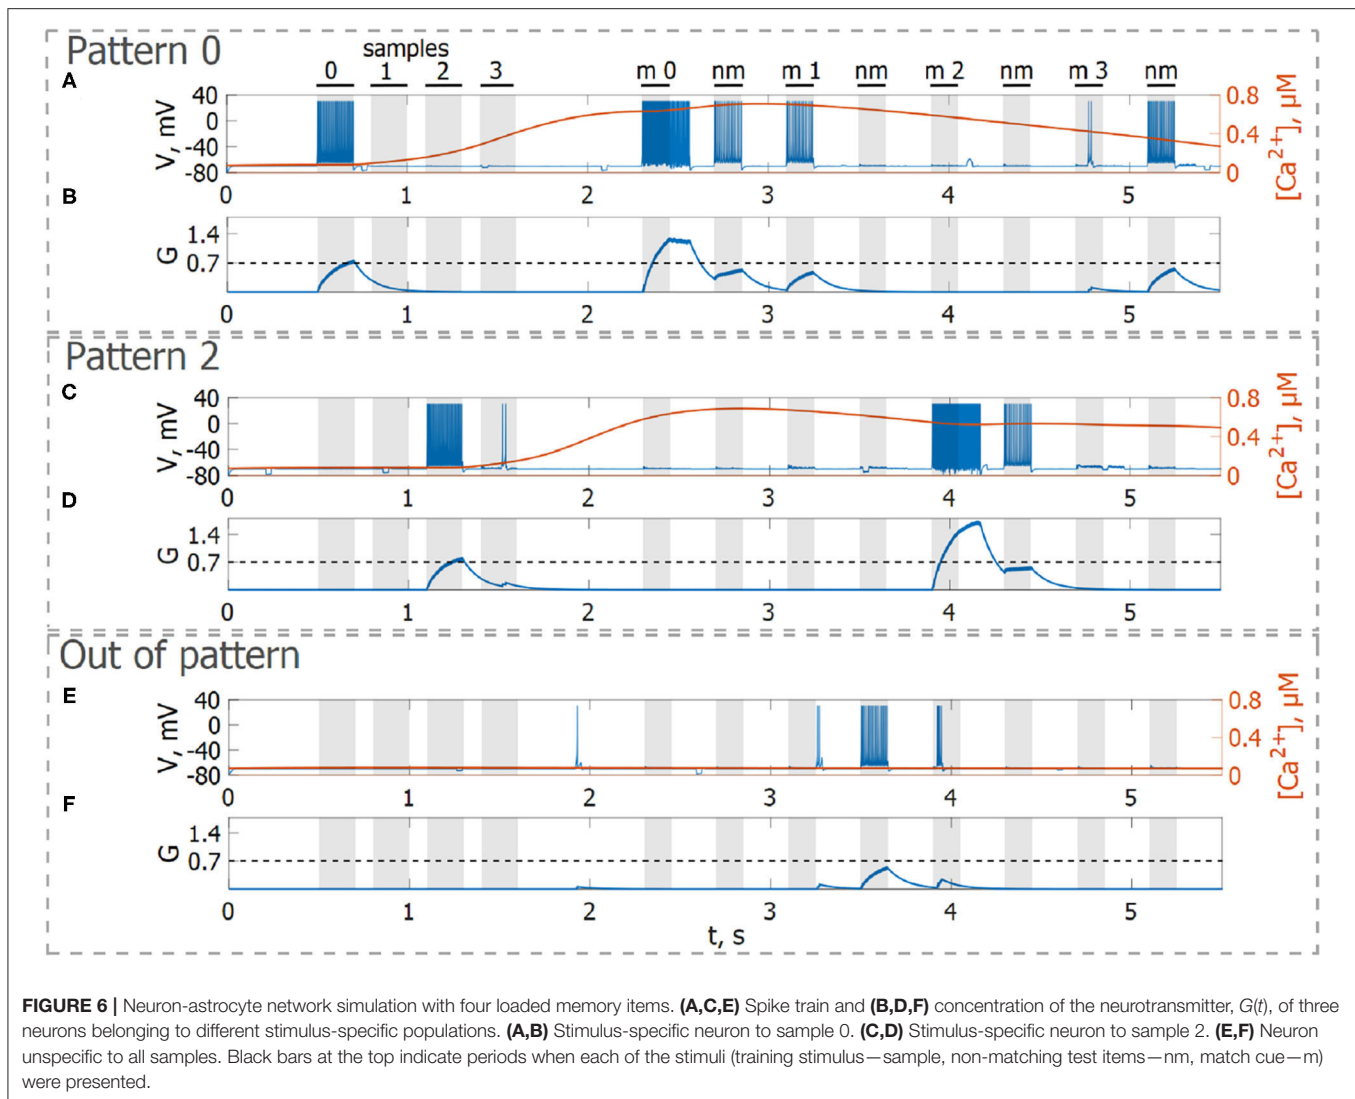 Pattern 0
samples
0 1 2 3 m 0 nm m 1 nm m 2 nm m 3 nm
A
V, mV
40
0
-40
-80
0.8
0.4
0
[Ca2+], μM
0 1 2 3 4 5
B
G
1.4
0.7
0 1 2 3 4 5
Pattern 2
C
V, mV
40
0
-40
-80
0.8
0.4
0
[Ca2+], μM
0 1 2 3 4 5
D
G
1.4
0.7
0 1 2 3 4 5
Out of pattern
E
V, mV
40
0
-40
-80
0.8
0.4
0
[Ca2+], μM
0 1 2 3 4 5
F
G
1.4
0.7
0 1 2 3 4 5
t, s
FIGURE 6 | Neuron-astrocyte network simulation with four loaded memory items. (A,C,E) Spike train and (B,D,F) concentration of the neurotransmitter, G(t), of three
neurons belonging to different stimulus-specific populations. (A,B) Stimulus-specific neuron to sample 0. (C,D) Stimulus-specific neuron to sample 2. (E,F) Neuron
unspecific to all samples. Black bars at the top indicate periods when each of the stimuli (training stimulus—sample, non-matching test items—nm, match cue—m)
were presented.